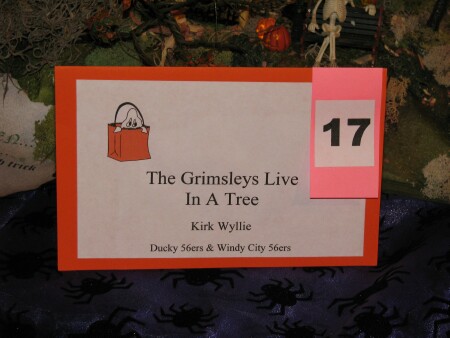 17
The Grimsleys Live
In A Tree
Kirk Wyllie
Ducky 56ers & Windy City 56ers